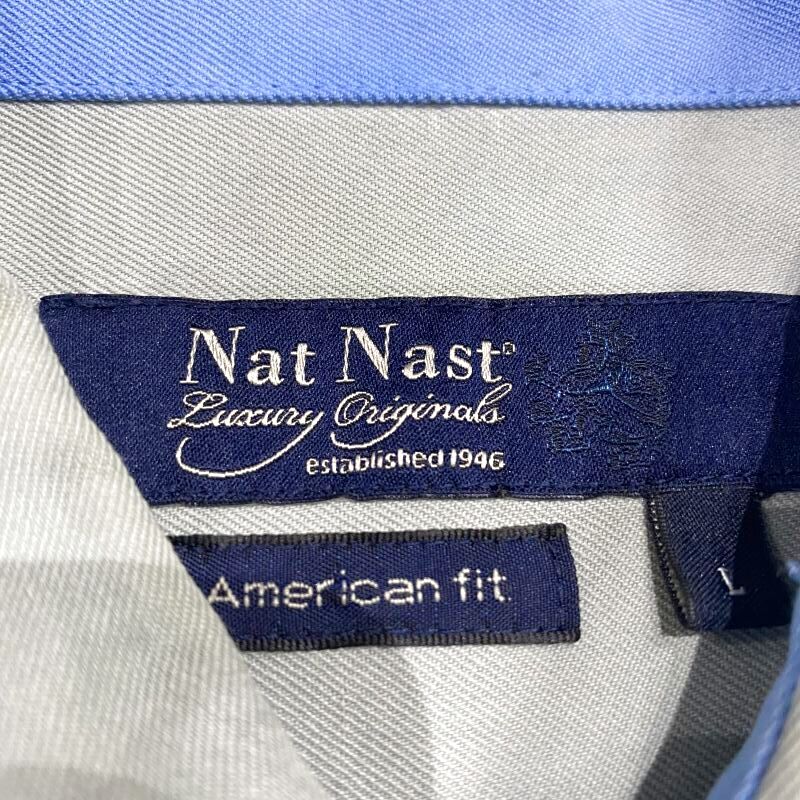 Nat Nast®
Luxury Originals
established 1946
American fit
L